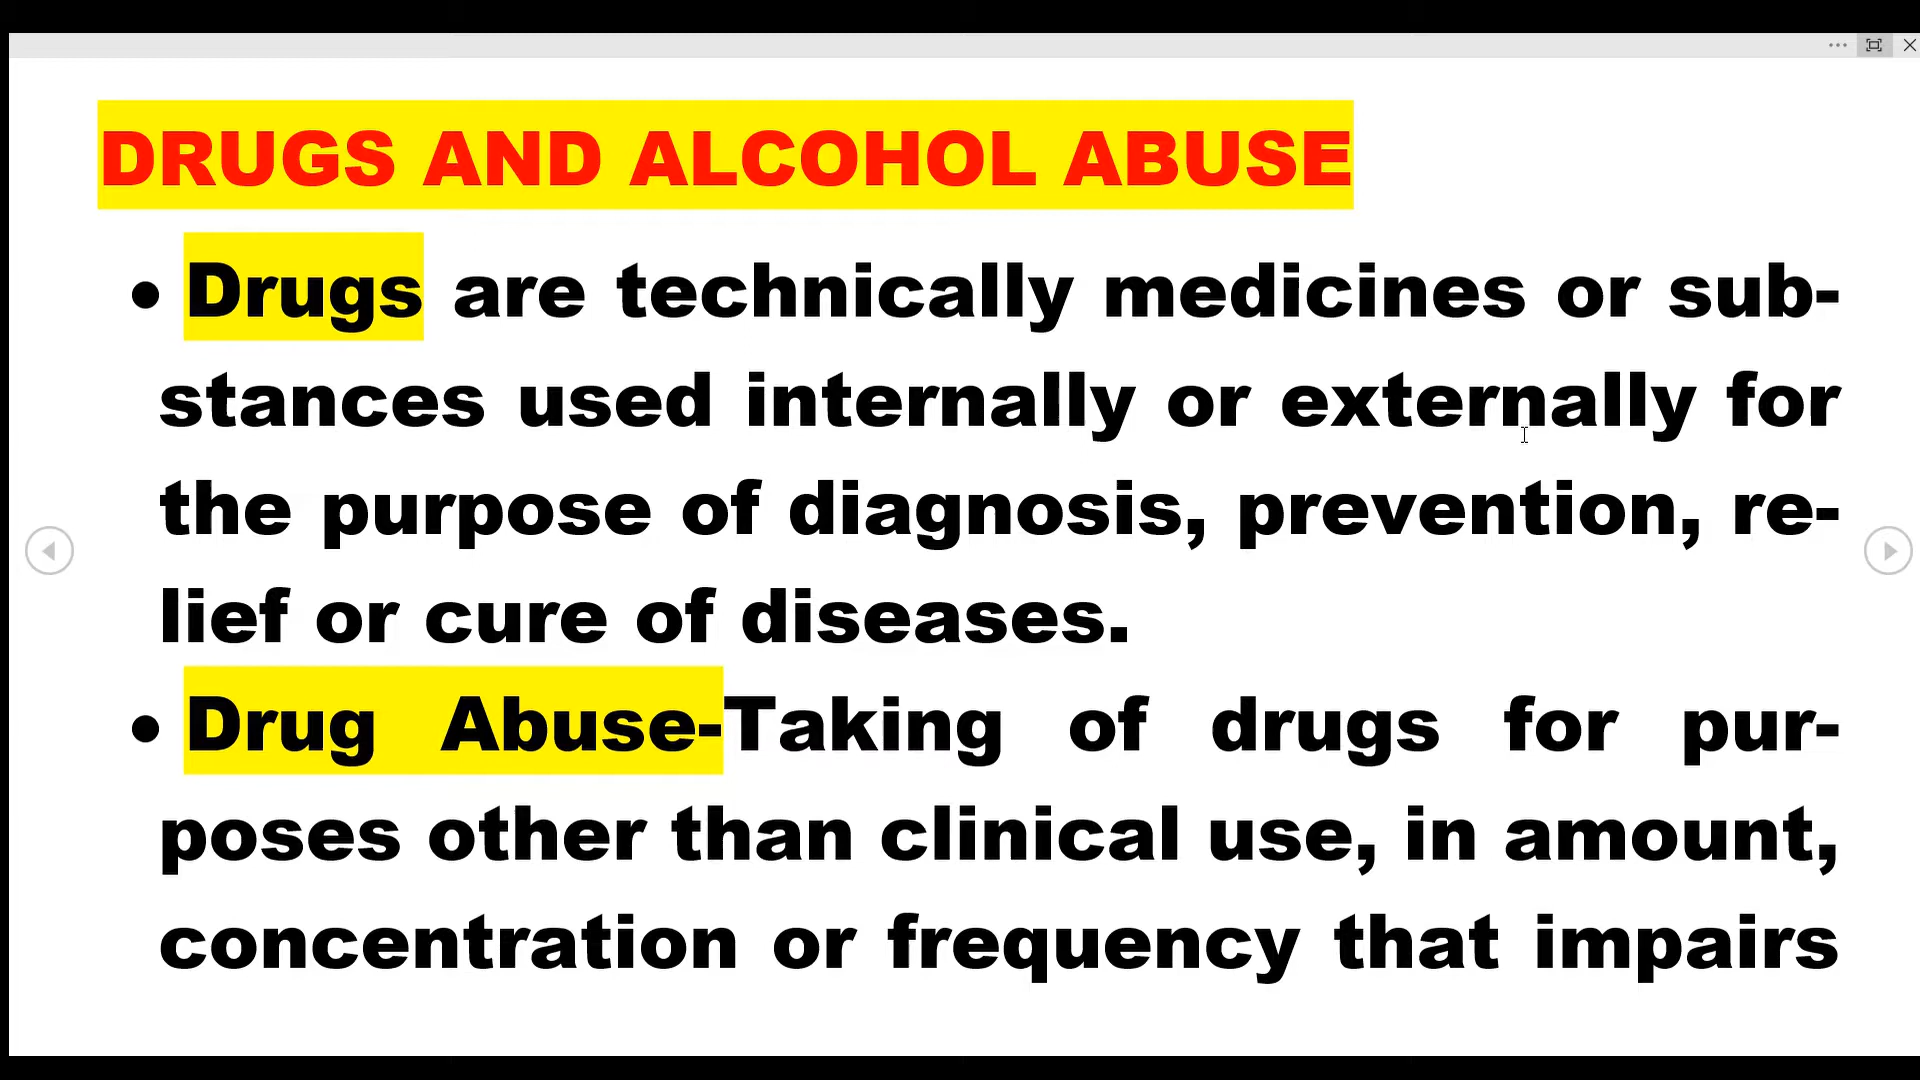 DRUGS AND ALCOHOL ABUSE
• Drugs are technically medicines or sub-
stances used internally or externally for
the purpose of diagnosis, prevention, re-
lief or cure of diseases.
• Drug Abuse-Taking of drugs for pur-
poses other than clinical use, in amount,
concentration or frequency that impairs